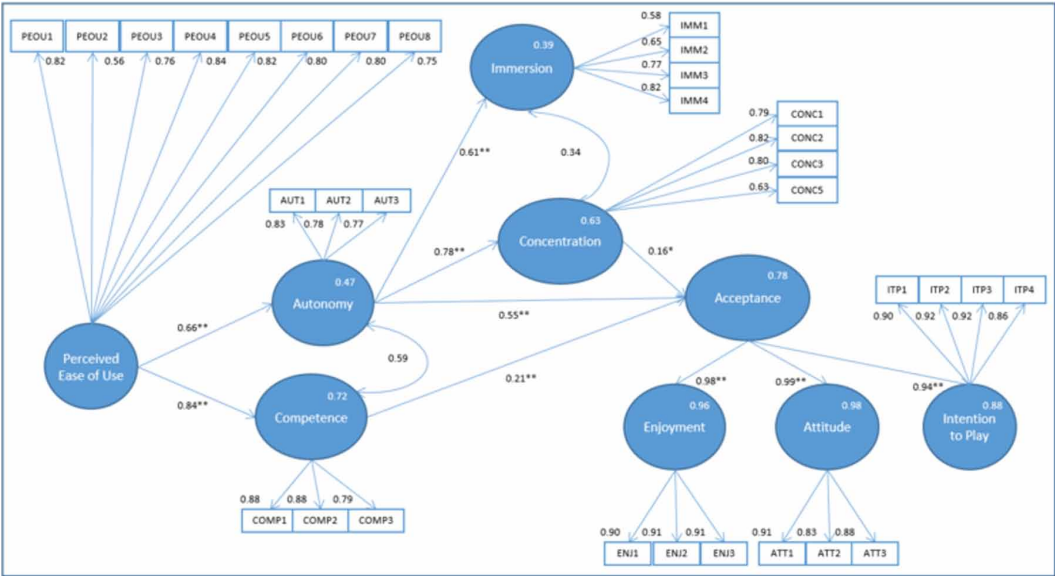 PEOU1 PEOU2 PEOU3 PEOU4 PEOU5 PEOU6 PEOU7 PEOU8
0.82 0.56 0.76 0.84 0.82 0.80 0.80 0.75
0.39
Immersion
0.58 IMM1
0.65 IMM2
0.77 IMM3
0.82 IMM4
0.61**
0.34
0.79 CONC1
0.82 CONC2
0.80 CONC3
0.63 CONC5
AUT1 AUT2 AUT3
0.83 0.78 0.77
0.63
Concentration
0.78**
0.16*
0.47
Autonomy
0.66**
0.55**
0.78
Acceptance
ITP1 ITP2 ITP3 ITP4
0.90 0.92 0.92 0.86
Perceived
Ease of Use
0.59
0.84**
0.21**
0.72
Competence
0.98** 0.99** 0.94**
0.96
Enjoyment
0.98
Attitude
0.88
Intention
to Play
0.88 0.88 0.79
COMP1 COMP2 COMP3
0.90 0.91 0.91
ENJ1 ENJ2 ENJ3
0.91 0.83 0.88
ATT1 ATT2 ATT3